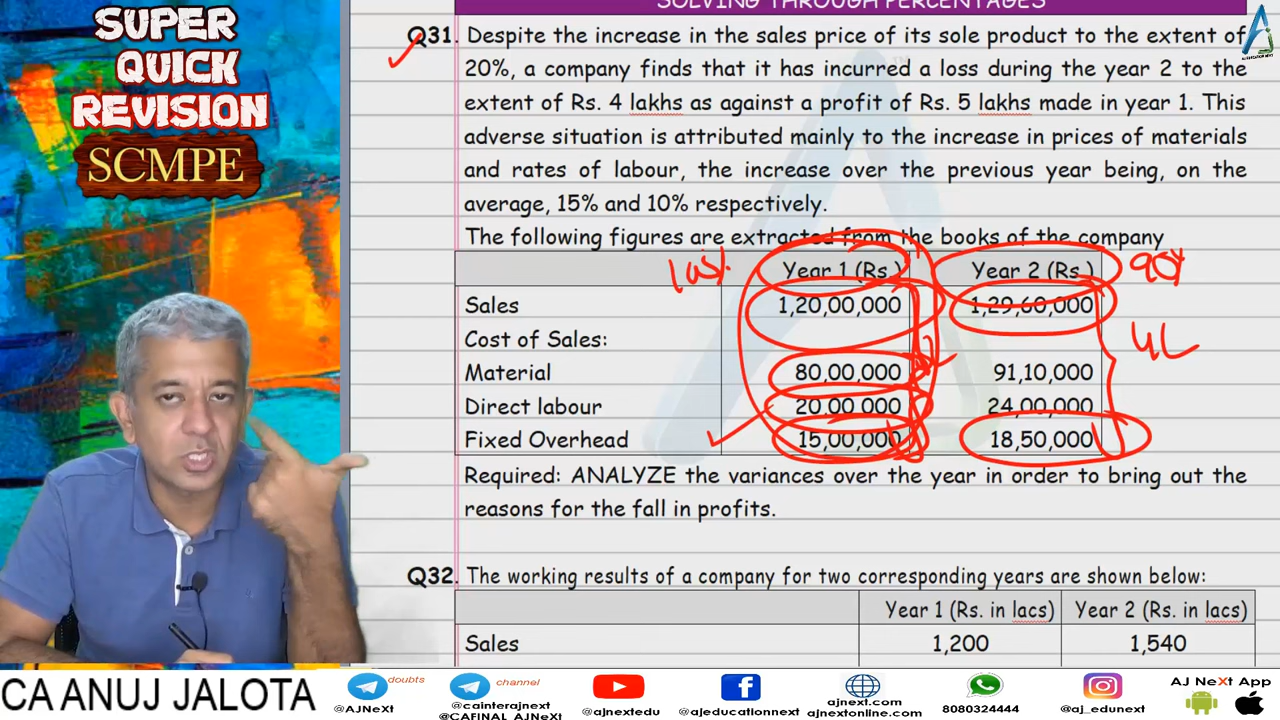 SOLVING THROUGH PERCENTAGES
SUPER
QUICK
REVISION
SCMPE
Q31. Despite the increase in the sales price of its sole product to the extent of
20%, a company finds that it has incurred a loss during the year 2 to the
extent of Rs. 4 lakhs as against a profit of Rs. 5 lakhs made in year 1. This
adverse situation is attributed mainly to the increase in prices of materials
and rates of labour, the increase over the previous year being, on the
average, 15% and 10% respectively.
The following figures are extracted from the books of the company
Year 1 (Rs.) Year 2 (Rs.)
Sales 1,20,00,000 1,29,60,000
Cost of Sales:
4L
Material 80,00,000 91,10,000
Direct labour 20,00,000 24,00,000
Fixed Overhead 15,00,000 18,50,000
Required: ANALYZE the variances over the year in order to bring out the
reasons for the fall in profits.
Q32. The working results of a company for two corresponding years are shown below:
Year 1 (Rs. in lacs) Year 2 (Rs. in lacs)
Sales 1,200 1,540
CA ANUJ JALOTA
doubts
@AJNeXt
channel
@cainterajnext
@CAFINAL_AJNeXt
@ajnextedu
@ajeducationnext
ajnext.com
ajnextonline.com
8080324444
@aj_edunext
AJ NeXt App